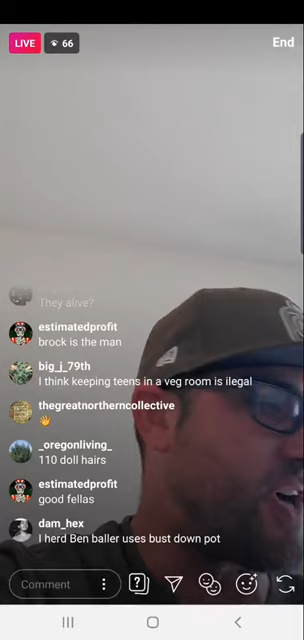 LIVE
66
End
They alive?
estimatedprofit
brock is the man
big_j_79th
I think keeping teens in a veg room is ilegal
thegreatnortherncollective
👋
_oregonliving_
110 doll hairs
estimatedprofit
good fellas
dam_hex
I herd Ben baller uses bust down pot
Comment